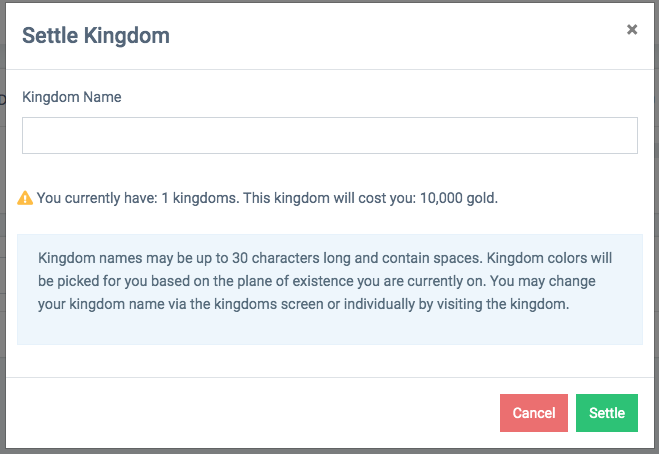 Settle Kingdom
×
Kingdom Name
You currently have: 1 kingdoms. This kingdom will cost you: 10,000 gold.
Kingdom names may be up to 30 characters long and contain spaces. Kingdom colors will
be picked for you based on the plane of existence you are currently on. You may change
your kingdom name via the kingdoms screen or individually by visiting the kingdom.
Cancel
Settle